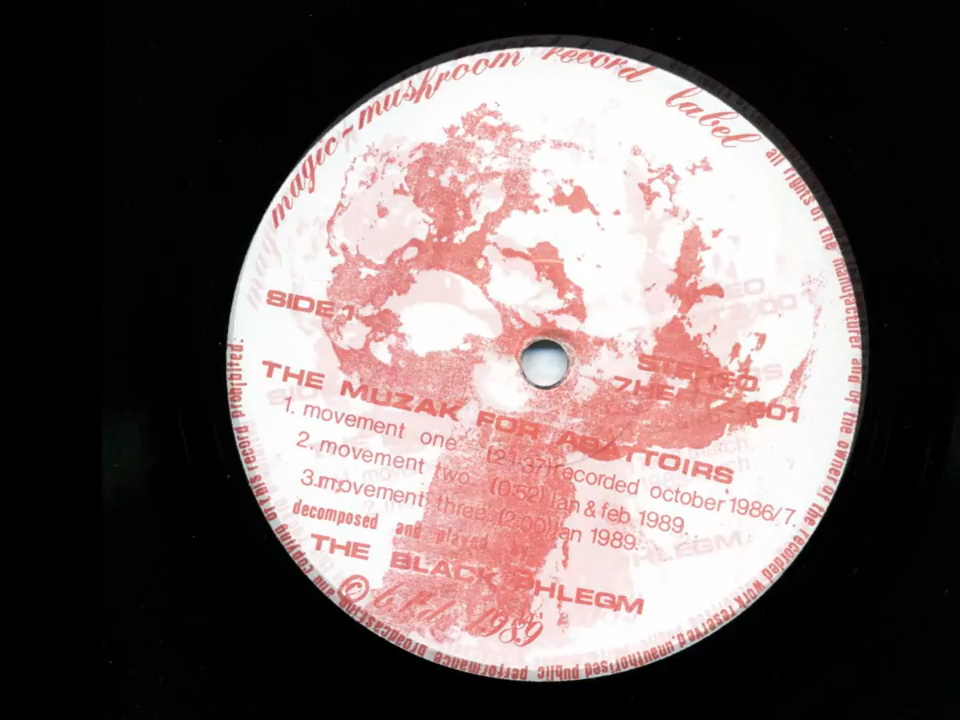 magic-mushroom record label
all rights of the manufacturer and of the owner of the recorded work reserved. unauthorised public performance broadcasting and copying of this record prohibited:
SIDE 1
STEREO.
THE MUZAK FOR ABATTOIRS
1. movement one recorded october 1986/7.
2. movement two (0:52) jan & feb 1989.
3. movement three (2:00) jan 1989.
decomposed and played by
THE BLACK PHLEGM
© 1989